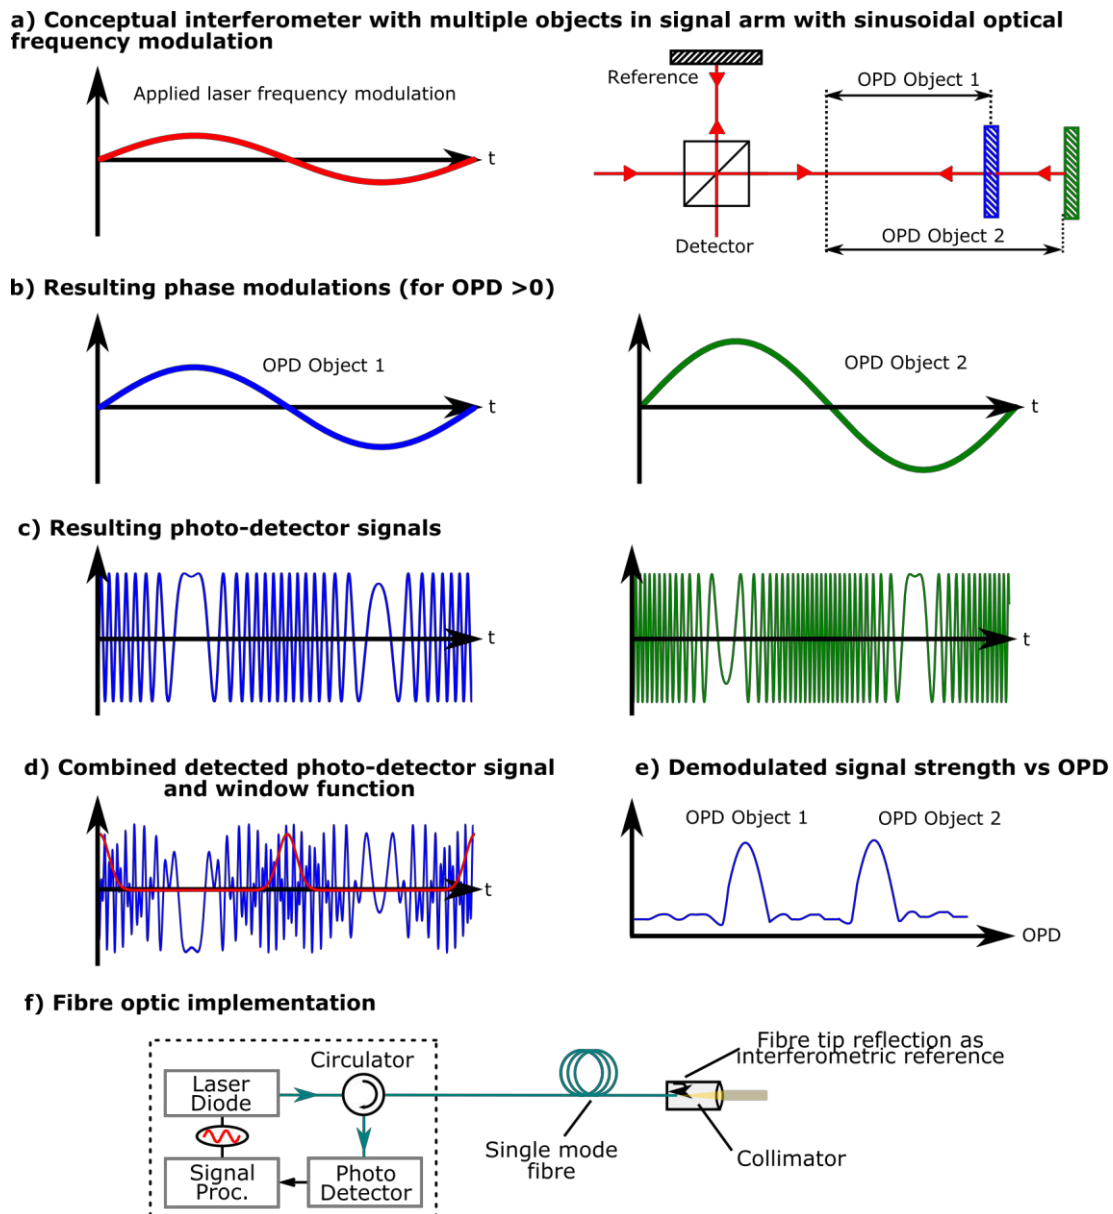 a) Conceptual interferometer with multiple objects in signal arm with sinusoidal optical
frequency modulation
Applied laser frequency modulation
t
Reference
OPD Object 1
Detector
OPD Object 2
b) Resulting phase modulations (for OPD >0)
OPD Object 1
t
OPD Object 2
t
c) Resulting photo-detector signals
t
t
d) Combined detected photo-detector signal
and window function
t
e) Demodulated signal strength vs OPD
OPD Object 1
OPD Object 2
OPD
f) Fibre optic implementation
Laser
Diode
Circulator
Signal
Proc.
Photo
Detector
Single mode
fibre
Fibre tip reflection as
interferometric reference
Collimator